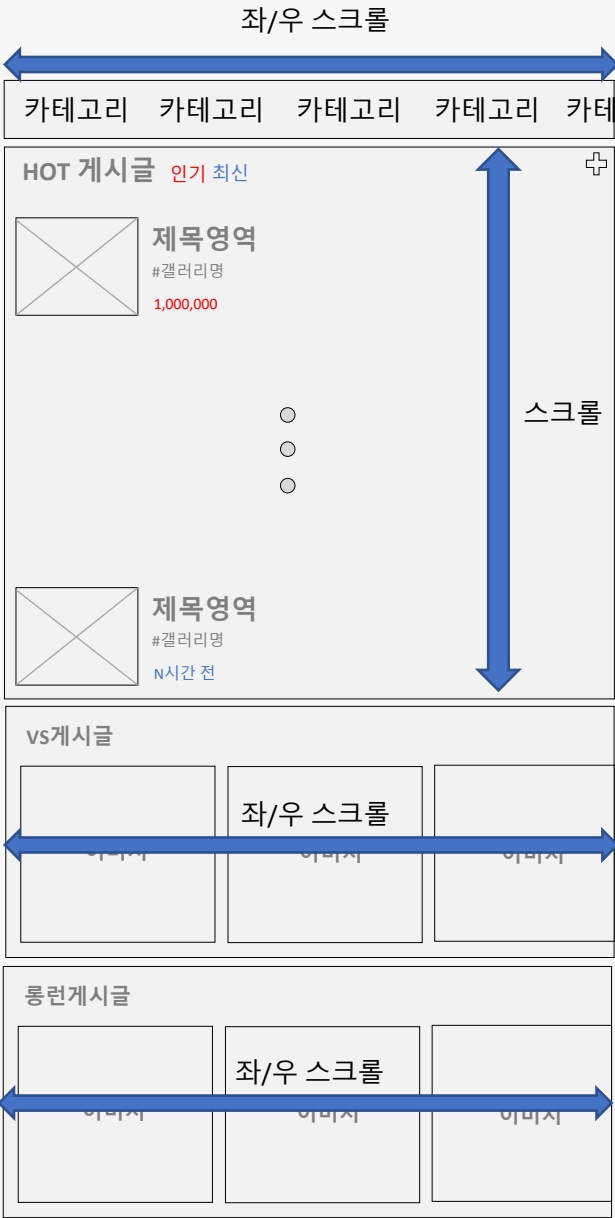 좌/우 스크롤
카테고리 카테고리 카테고리 카테고리 카테
HOT 게시글 인기 최신
제목영역
#갤러리명
1,000,000
스크롤
제목영역
#갤러리명
N시간 전
VS게시글
좌/우 스크롤
롱런게시글
좌/우 스크롤